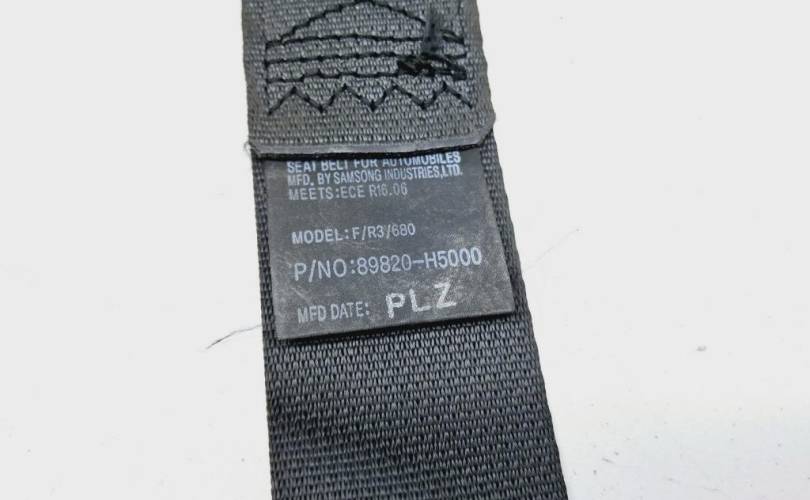 SEAT BELT FOR AUTOMOBILES
MFD. BY SAMSONG INDUSTRIES,LTD.
MEETS:ECE R16.06
MODEL:F/R3/680
P/NO:89820-H5000
MFD DATE: PLZ